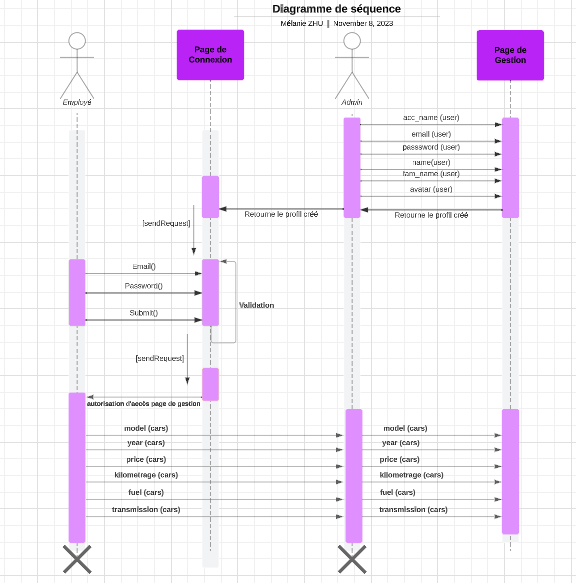 Diagramme de séquence
Mélanie ZHU | November 8, 2023
Page de
Connexion
Page de
Gestion
Employé
Admin
acc_name (user)
email (user)
passsword (user)
name(user)
fam_name (user)
avatar (user)
Retourne le profil créé
Retourne le profil créé
[sendRequest]
Email()
Password()
Submit()
Validation
[sendRequest]
autorisation d'accès page de gestion
model (cars)
model (cars)
year (cars)
year (cars)
price (cars)
price (cars)
kilometrage (cars)
kilometrage (cars)
fuel (cars)
fuel (cars)
transmission (cars)
transmission (cars)